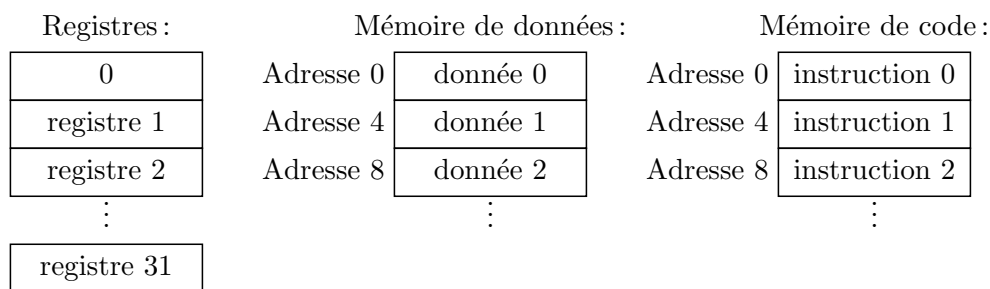 Registres : Mémoire de données : Mémoire de code :
0 Adresse 0 donnée 0 Adresse 0 instruction 0
registre 1 Adresse 4 donnée 1 Adresse 4 instruction 1
registre 2 Adresse 8 donnée 2 Adresse 8 instruction 2
⋮ ⋮ ⋮
registre 31